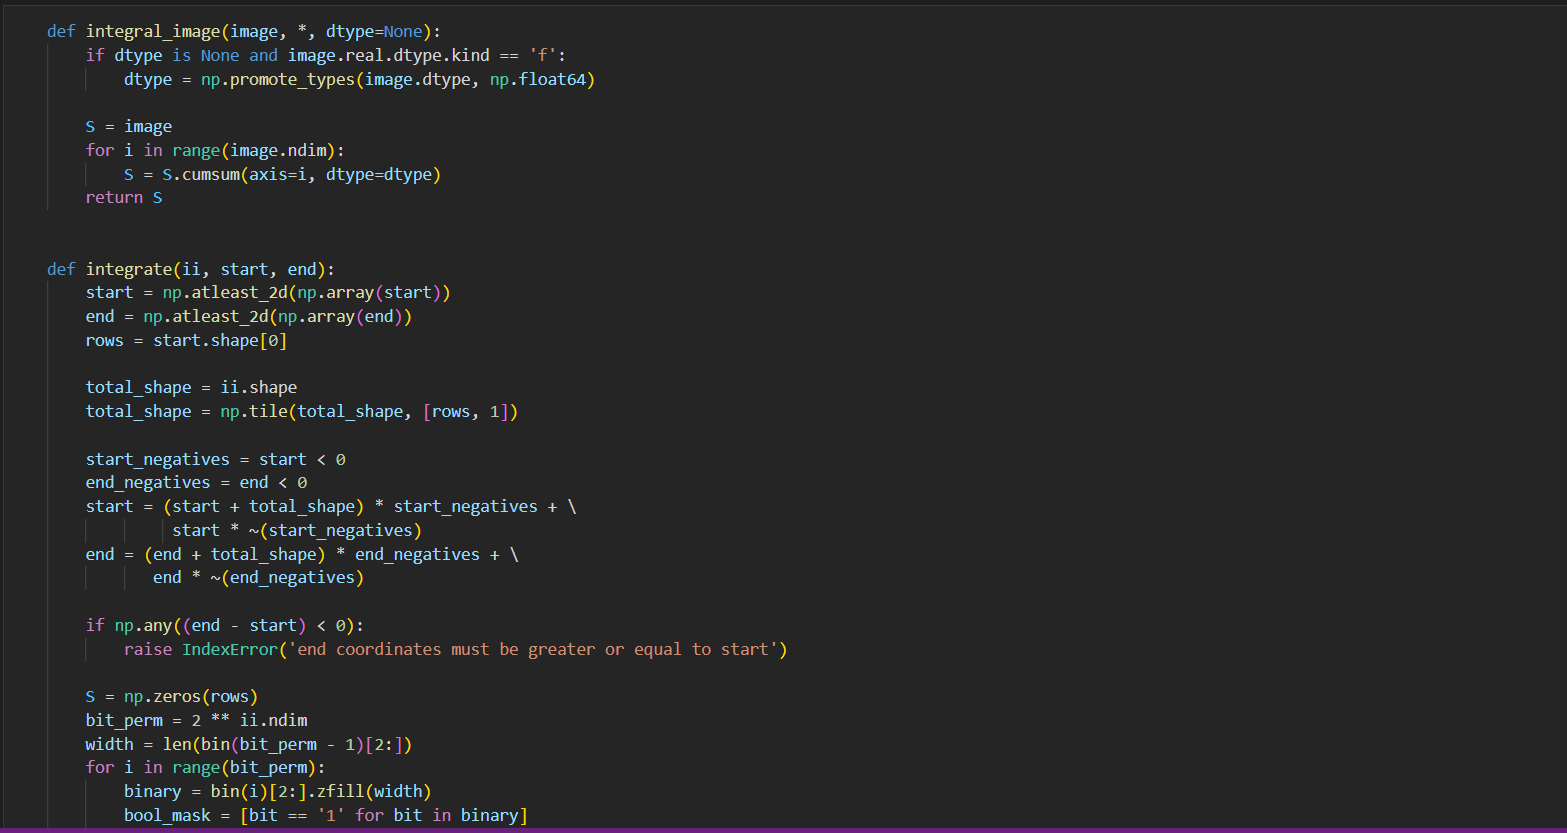 def integral_image(image, *, dtype=None):
    if dtype is None and image.real.dtype.kind == 'f':
        dtype = np.promote_types(image.dtype, np.float64)

    S = image
    for i in range(image.ndim):
        S = S.cumsum(axis=i, dtype=dtype)
    return S


def integrate(ii, start, end):
    start = np.atleast_2d(np.array(start))
    end = np.atleast_2d(np.array(end))
    rows = start.shape[0]

    total_shape = ii.shape
    total_shape = np.tile(total_shape, [rows, 1])

    start_negatives = start < 0
    end_negatives = end < 0
    start = (start + total_shape) * start_negatives + \
             start * ~(start_negatives)
    end = (end + total_shape) * end_negatives + \
           end * ~(end_negatives)

    if np.any((end - start) < 0):
        raise IndexError('end coordinates must be greater or equal to start')

    S = np.zeros(rows)
    bit_perm = 2 ** ii.ndim
    width = len(bin(bit_perm - 1)[2:])
    for i in range(bit_perm):
        binary = bin(i)[2:].zfill(width)
        bool_mask = [bit == '1' for bit in binary]